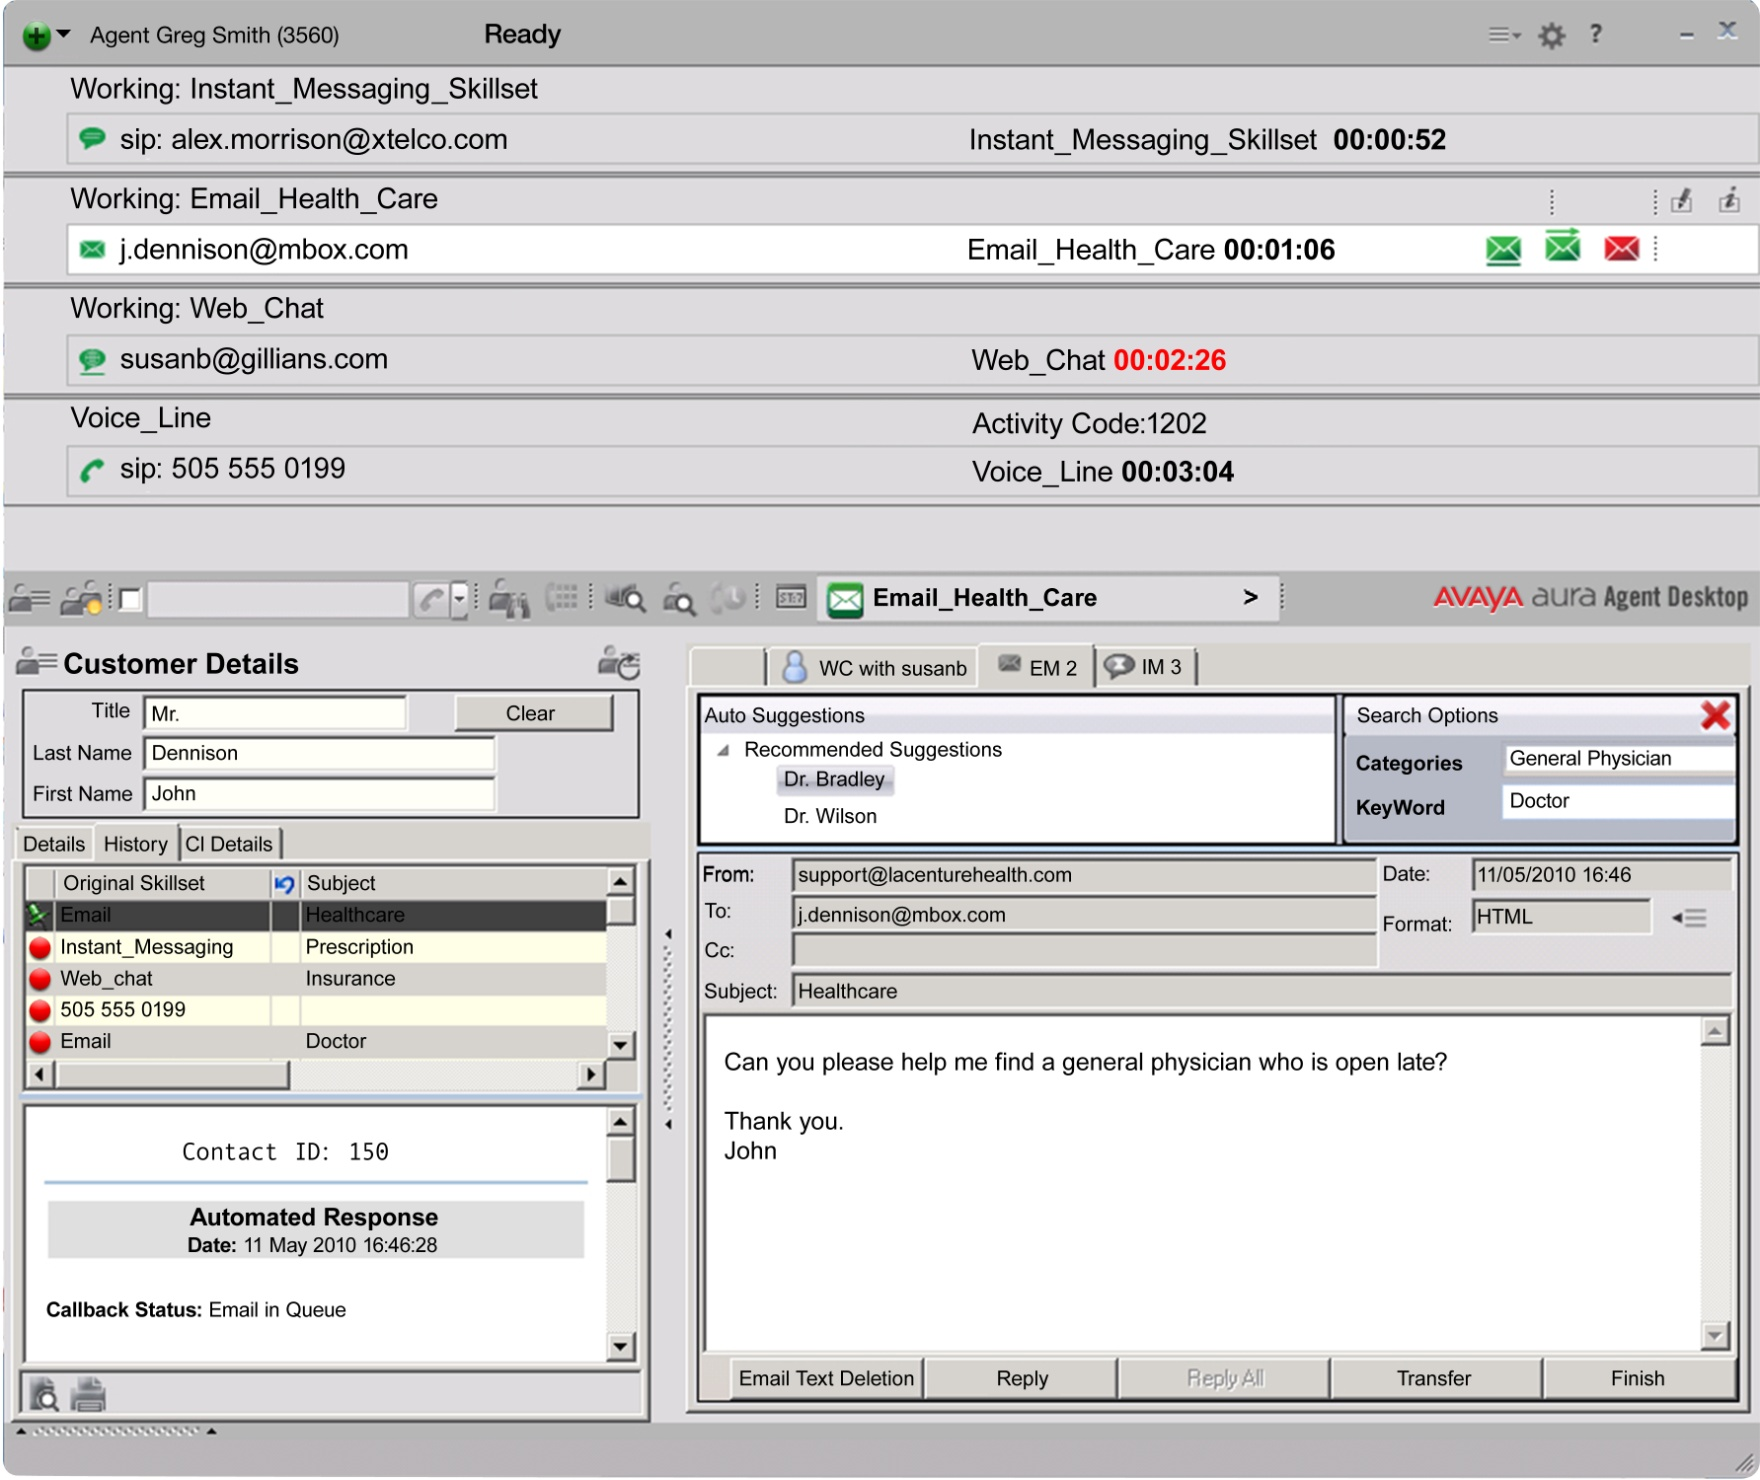 Agent Greg Smith (3560) Ready ?
Working: Instant_Messaging_Skillset
sip: alex.morrison@xtelco.com Instant_Messaging_Skillset 00:00:52
Working: Email_Health_Care
j.dennison@mbox.com Email_Health_Care 00:01:06
Working: Web_Chat
susanb@gillians.com Web_Chat 00:02:26
Voice_Line Activity Code:1202
sip: 505 555 0199 Voice_Line 00:03:04
Email_Health_Care > AVAYA aura Agent Desktop
Customer Details
Title Mr. Clear
Last Name Dennison
First Name John
Details History CI Details
Original Skillset Subject
Email Healthcare
Instant_Messaging Prescription
Web_chat Insurance
505 555 0199
Email Doctor
Contact ID: 150
Automated Response
Date: 11 May 2010 16:46:28
Callback Status: Email in Queue
WC with susanb EM 2 IM 3
Auto Suggestions
Recommended Suggestions
Dr. Bradley
Dr. Wilson
Search Options
Categories General Physician
KeyWord Doctor
From: support@lacenturehealth.com Date: 11/05/2010 16:46
To: j.dennison@mbox.com Format: HTML
Cc:
Subject: Healthcare
Can you please help me find a general physician who is open late?
Thank you.
John
Email Text Deletion Reply Reply All Transfer Finish